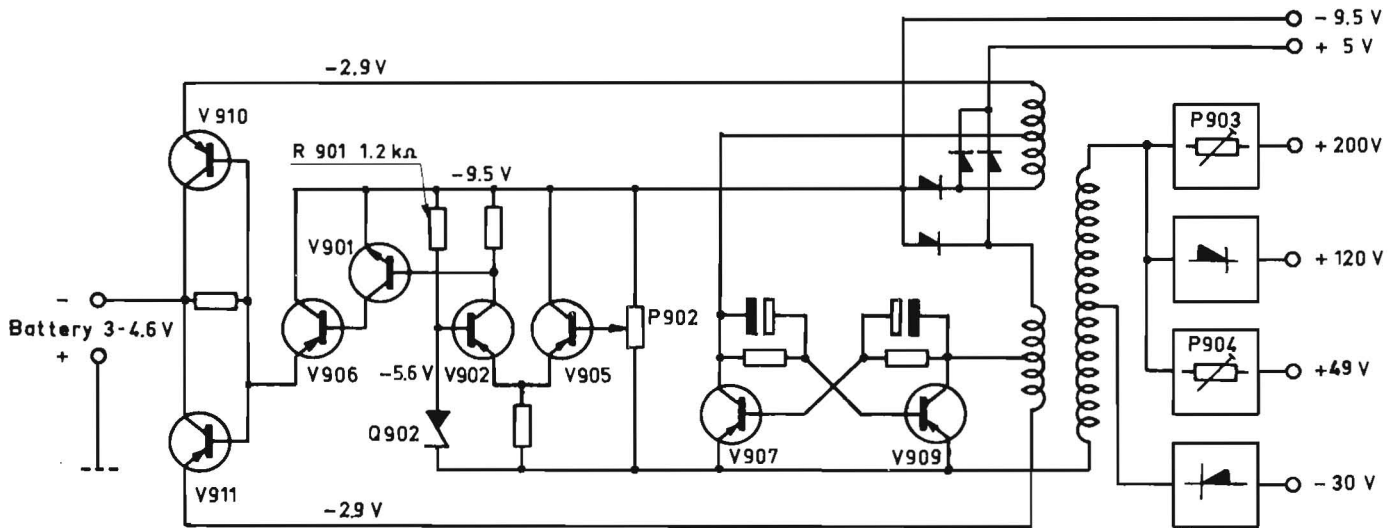 - 9.5 V
+ 5 V
-2.9 V
V 910
P903
+ 200V
R 901 1.2 kΩ
-9.5 V
V901
+ 120 V
-
Battery 3-4.6 V
+
P902
V906
-5.6 V
V902
V905
P904
+49 V
Q902
V907
V909
V911
- 30 V
-2.9 V